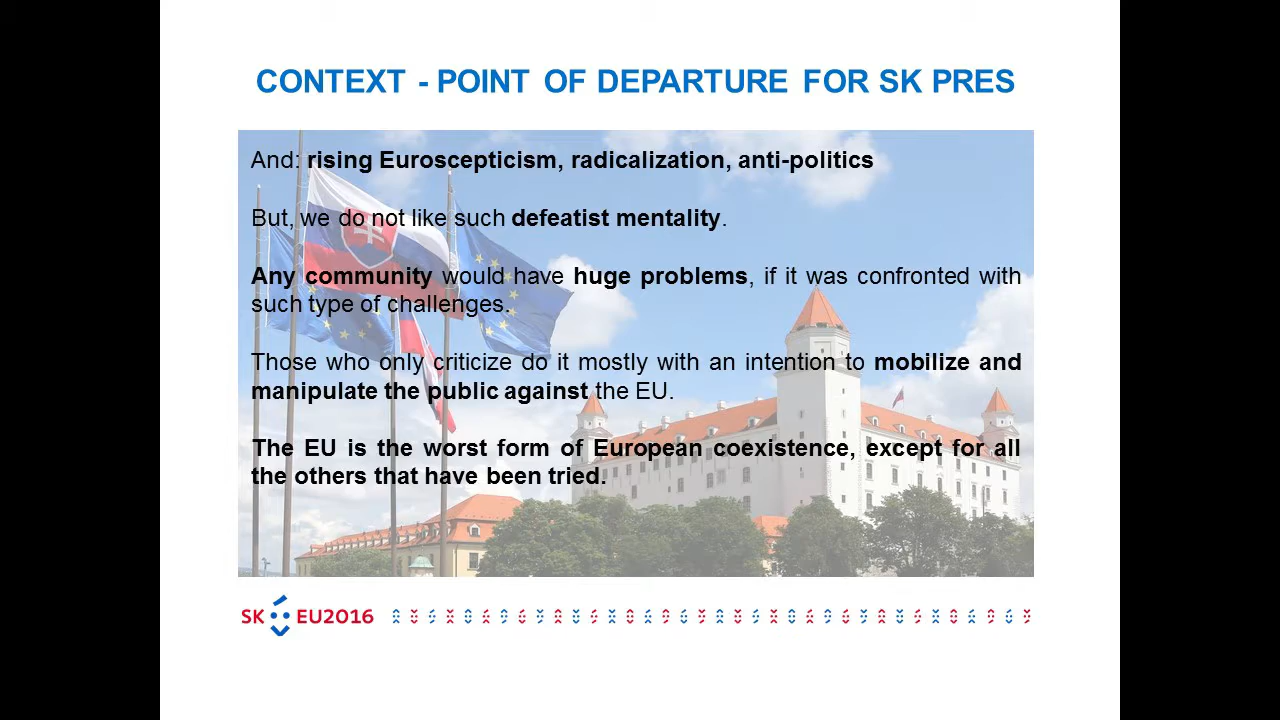 CONTEXT - POINT OF DEPARTURE FOR SK PRES
And: rising Euroscepticism, radicalization, anti-politics
But, we do not like such defeatist mentality.
Any community would have huge problems, if it was confronted with
such type of challenges.
Those who only criticize do it mostly with an intention to mobilize and
manipulate the public against the EU.
The EU is the worst form of European coexistence, except for all
the others that have been tried.
SK EU2016